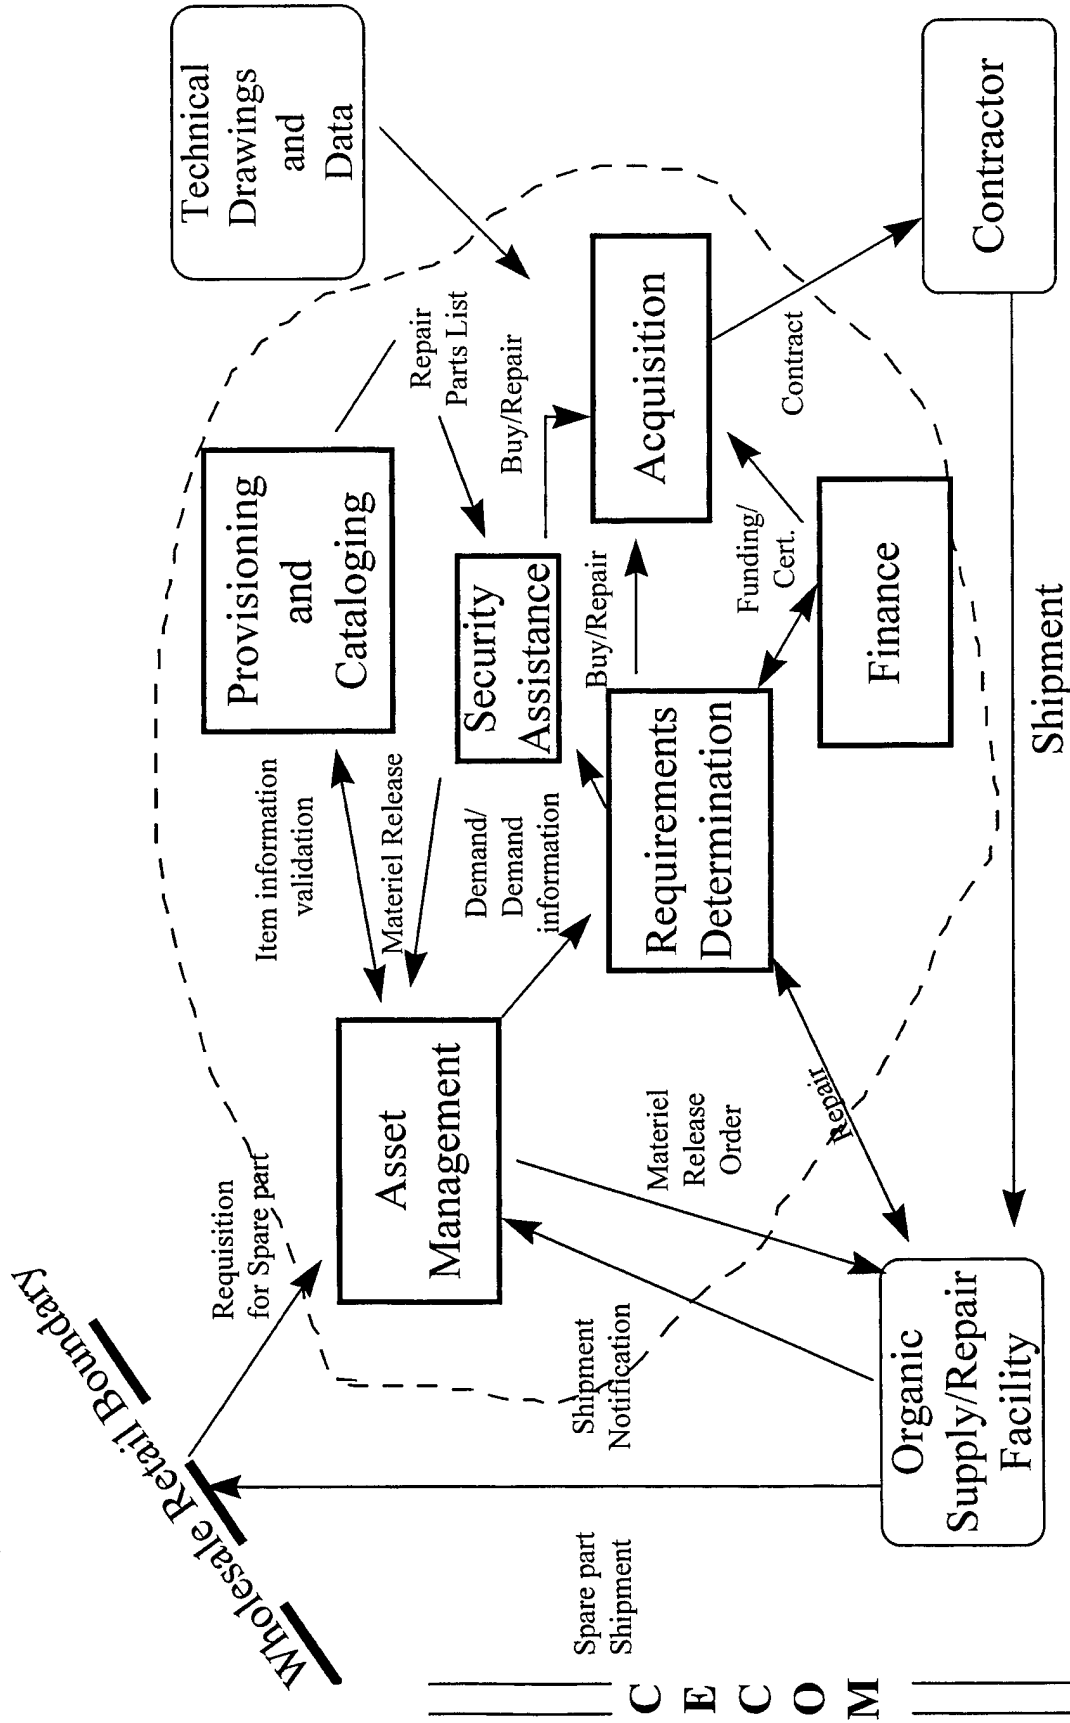 CECOM
Wholesale Retail Boundary
Requisition
for Spare part
Item information
validation
Provisioning
and
Cataloging
Technical
Drawings
and
Data
Repair
Parts List
Materiel Release
Asset
Management
Security
Assistance
Buy/Repair
Demand/
Demand
information
Buy/Repair
Requirements
Determination
Acquisition
Spare part
Shipment
Shipment
Notification
Materiel
Release
Order
Repair
Funding/
Cert.
Contract
Finance
Organic
Supply/Repair
Facility
Contractor
Shipment